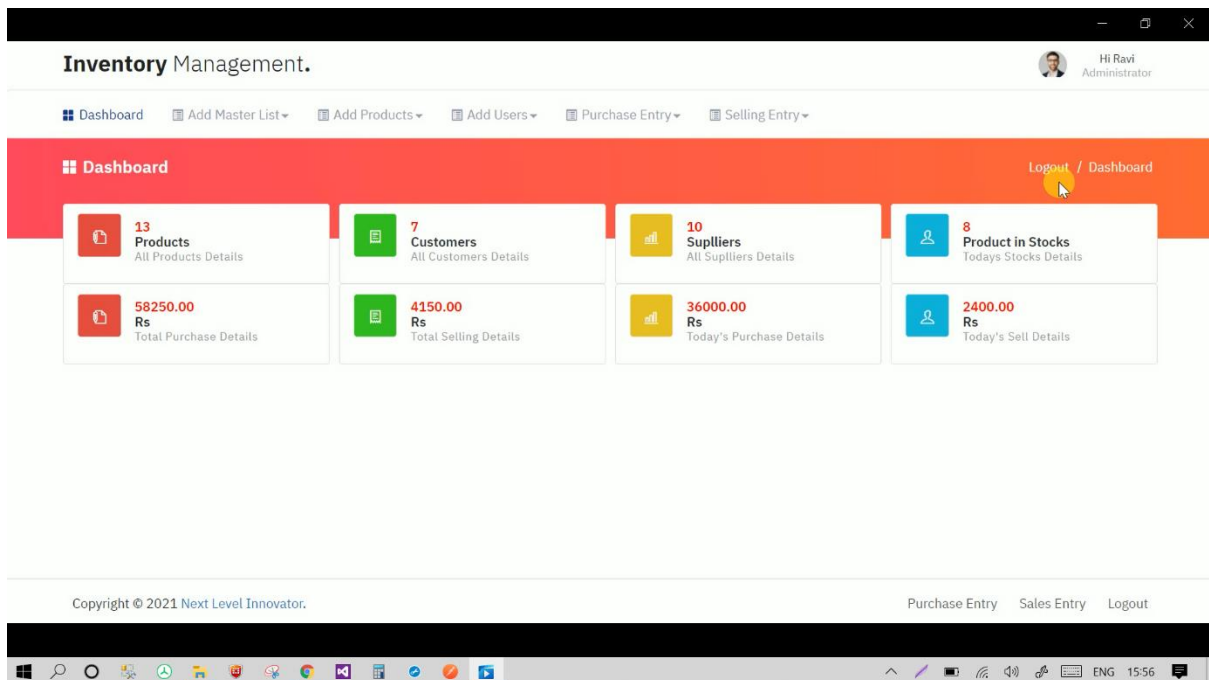 Inventory Management.
Hi Ravi
Administrator
Dashboard Add Master List Add Products Add Users Purchase Entry Selling Entry
Dashboard
Logout / Dashboard
13
Products
All Products Details
7
Customers
All Customers Details
10
Suplliers
All Suplliers Details
8
Product in Stocks
Todays Stocks Details
58250.00
Rs
Total Purchase Details
4150.00
Rs
Total Selling Details
36000.00
Rs
Today's Purchase Details
2400.00
Rs
Today's Sell Details
Copyright © 2021 Next Level Innovator.
Purchase Entry Sales Entry Logout
ENG 15:56